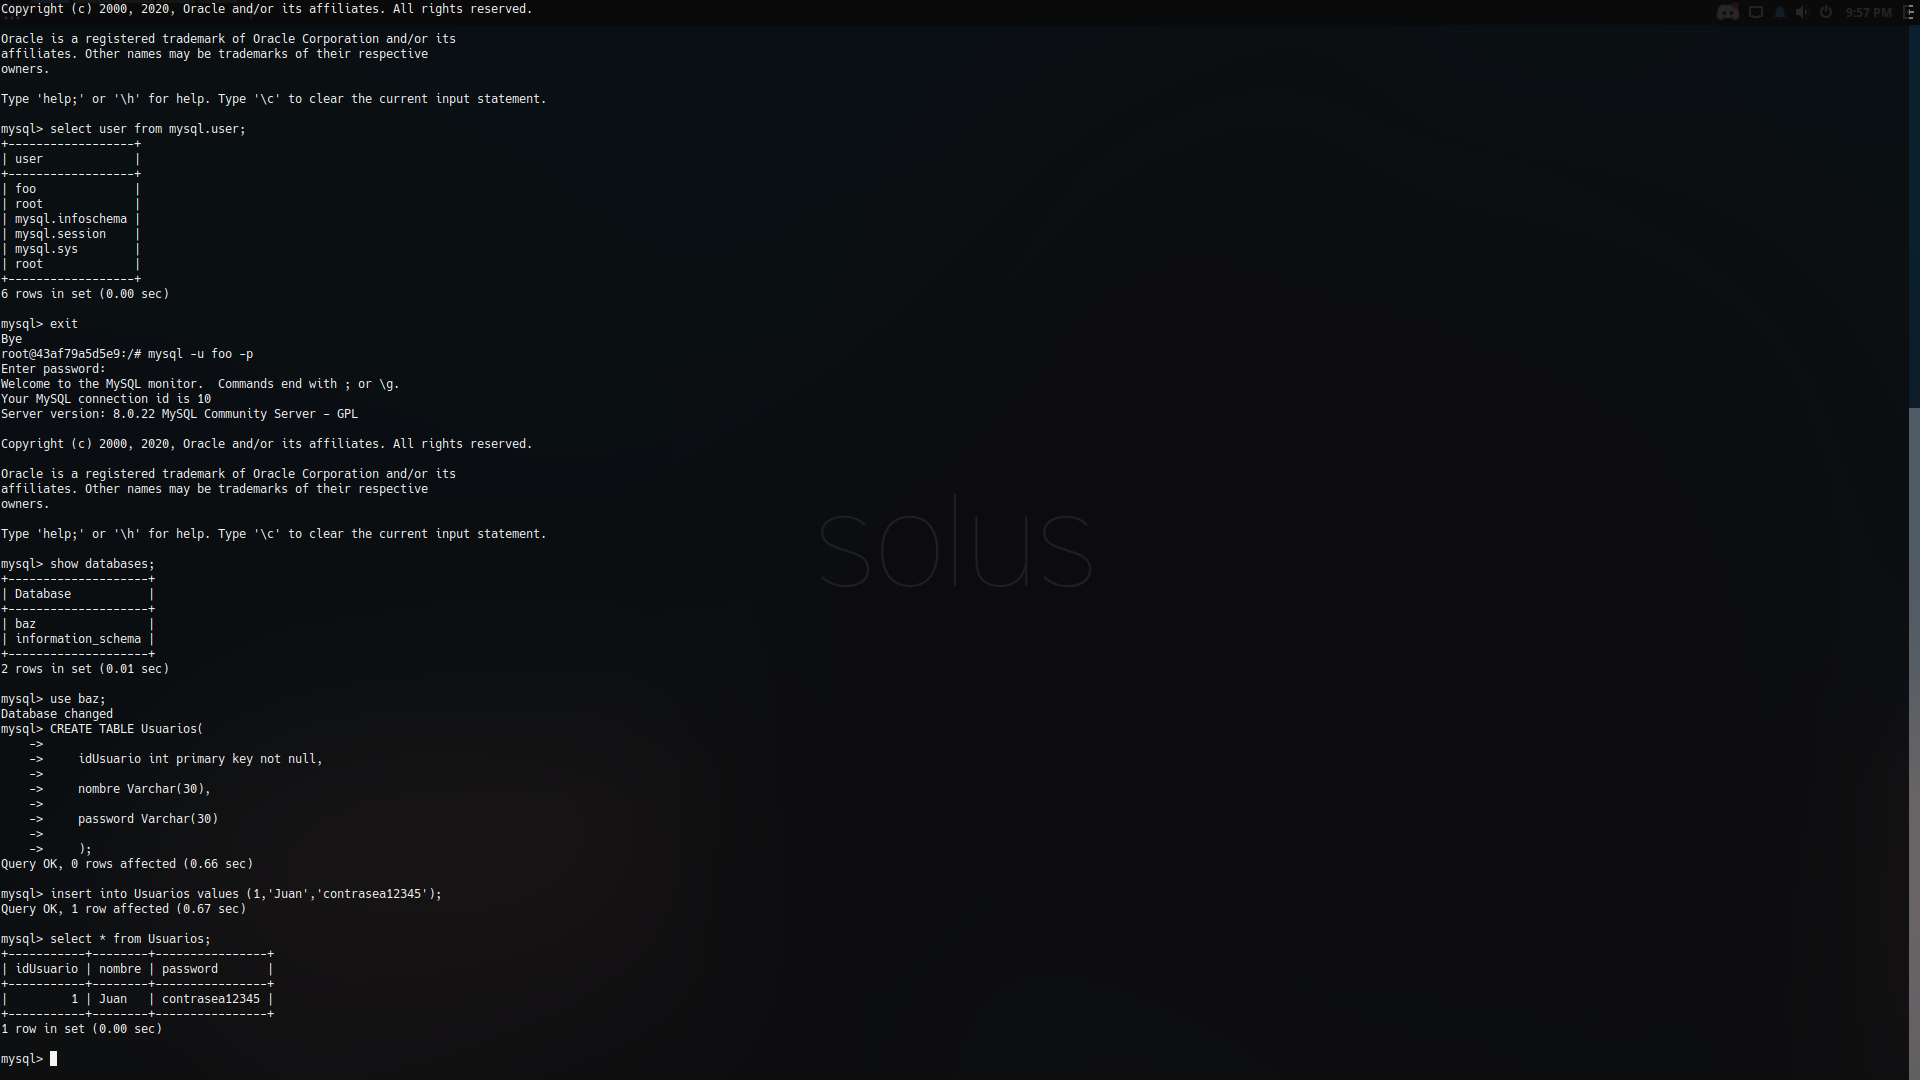 Copyright (c) 2000, 2020, Oracle and/or its affiliates. All rights reserved.
9:57 PM
Oracle is a registered trademark of Oracle Corporation and/or its
affiliates. Other names may be trademarks of their respective
owners.
Type 'help;' or '\h' for help. Type '\c' to clear the current input statement.
mysql> select user from mysql.user;
+------------------+
| user             |
+------------------+
| foo              |
| root             |
| mysql.infoschema |
| mysql.session    |
| mysql.sys        |
| root             |
+------------------+
6 rows in set (0.00 sec)
mysql> exit
Bye
root@43af79a5d5e9:/# mysql -u foo -p
Enter password:
Welcome to the MySQL monitor.  Commands end with ; or \g.
Your MySQL connection id is 10
Server version: 8.0.22 MySQL Community Server - GPL
Copyright (c) 2000, 2020, Oracle and/or its affiliates. All rights reserved.
Oracle is a registered trademark of Oracle Corporation and/or its
affiliates. Other names may be trademarks of their respective
owners.
Type 'help;' or '\h' for help. Type '\c' to clear the current input statement.
solus
mysql> show databases;
+--------------------+
| Database           |
+--------------------+
| baz                |
| information_schema |
+--------------------+
2 rows in set (0.01 sec)
mysql> use baz;
Database changed
mysql> CREATE TABLE Usuarios(
    ->
    ->     idUsuario int primary key not null,
    ->
    ->     nombre Varchar(30),
    ->
    ->     password Varchar(30)
    ->
    ->     );
Query OK, 0 rows affected (0.66 sec)
mysql> insert into Usuarios values (1,'Juan','contrasea12345');
Query OK, 1 row affected (0.67 sec)
mysql> select * from Usuarios;
+-----------+--------+----------------+
| idUsuario | nombre | password       |
+-----------+--------+----------------+
|         1 | Juan   | contrasea12345 |
+-----------+--------+----------------+
1 row in set (0.00 sec)
mysql>